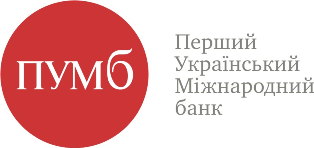 ПУМБ
Перший
Український
Міжнародний
банк